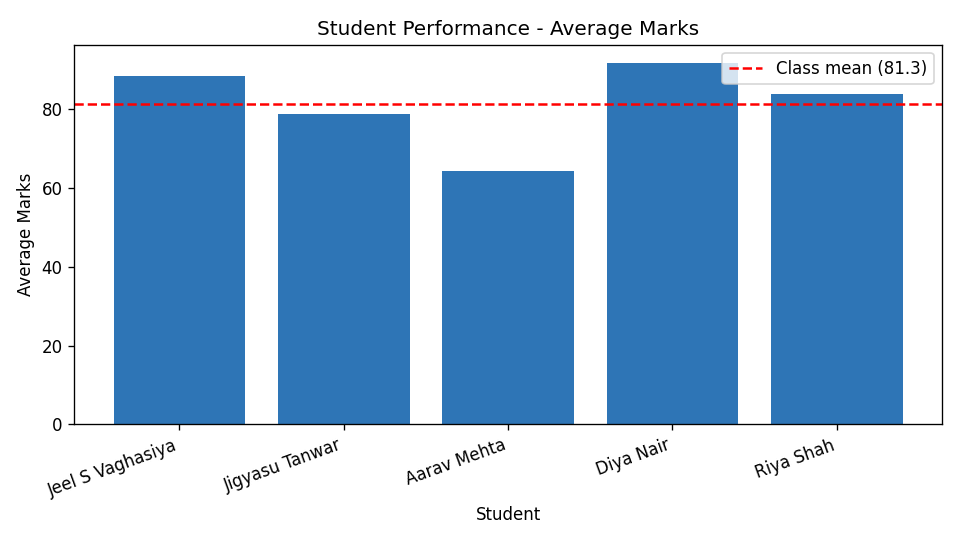 Student Performance - Average Marks
Class mean (81.3)
Average Marks
80
60
40
20
0
Jeel S Vaghasiya
Jigyasu Tanwar
Aarav Mehta
Diya Nair
Riya Shah
Student